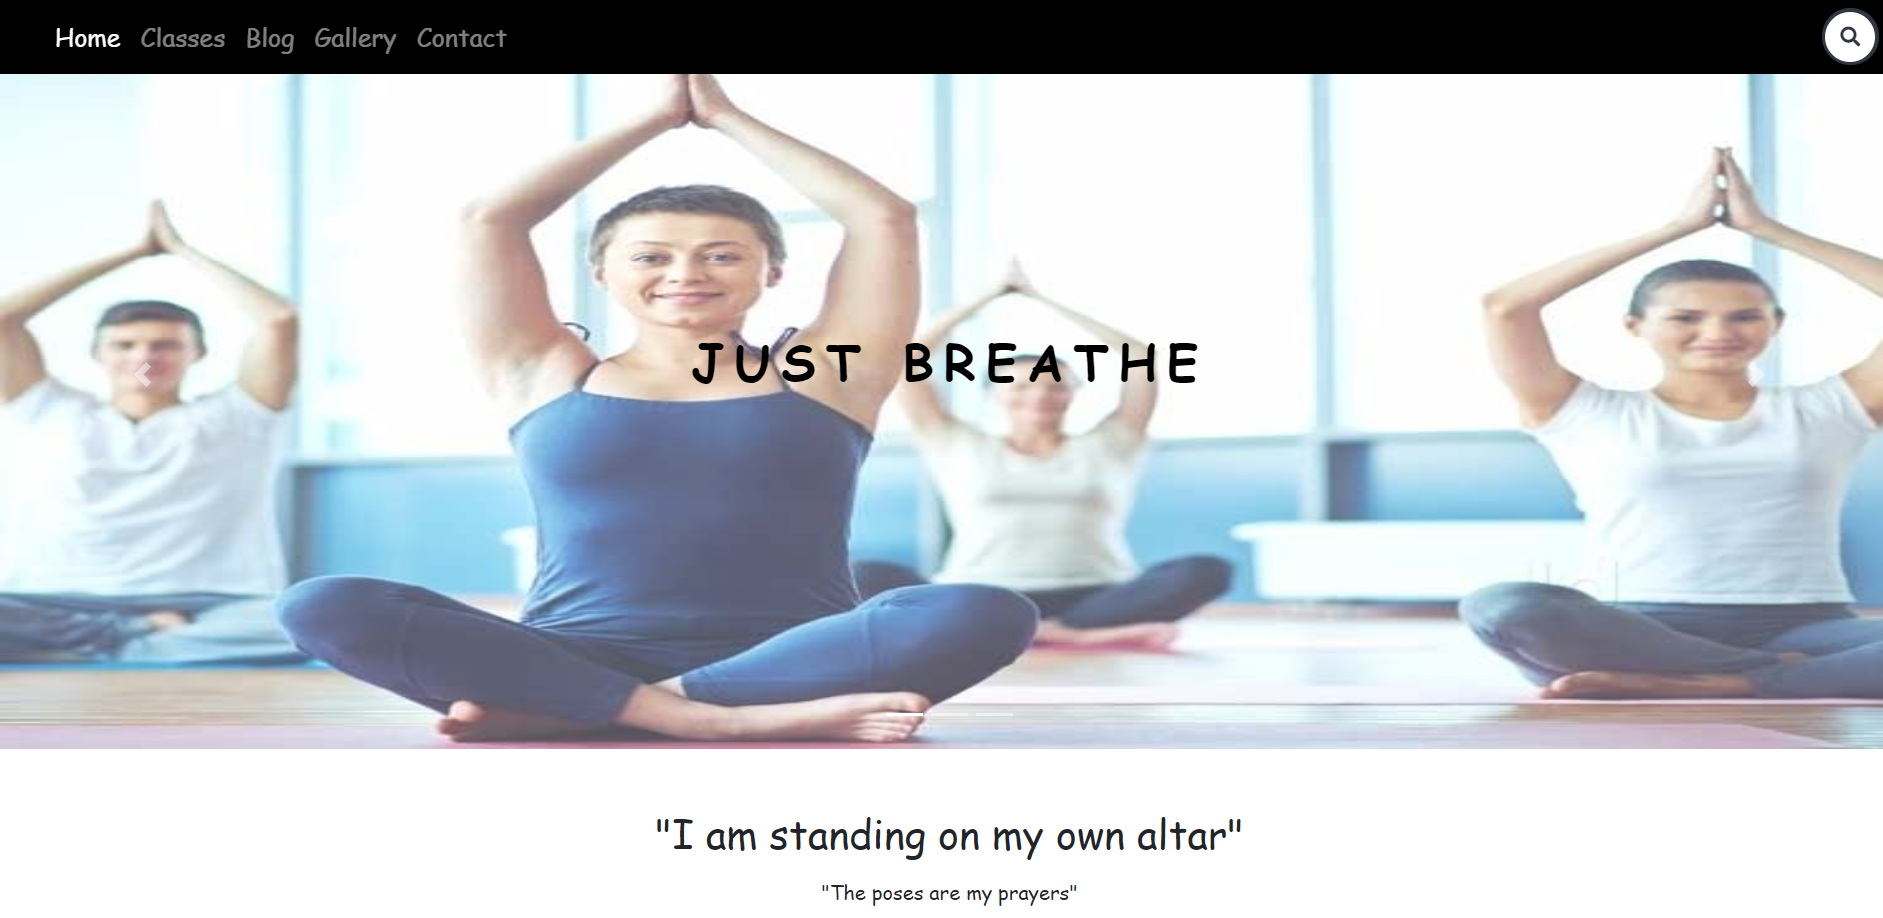 Home Classes Blog Gallery Contact
JUST BREATHE
"I am standing on my own altar"
"The poses are my prayers"